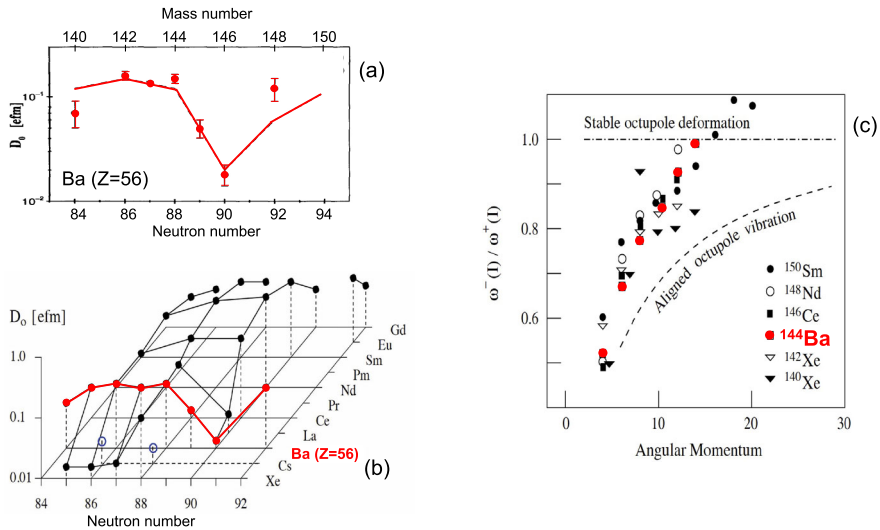 Mass number
140 142 144 146 148 150
(a)
10⁻¹
D₀ [efm]
Ba (Z=56)
10⁻²
84 86 88 90 92 94
Neutron number
D₀ [efm]
1.0
0.1
0.01
Gd
Eu
Sm
Pm
Nd
Pr
Ce
La
Ba (Z=56)
Cs
Xe
(b)
84 86 88 90 92
Neutron number
(c)
Stable octupole deformation
1.0
0.8
0.6
ω⁻(I) / ω⁺(I)
Aligned octupole vibration
¹⁵⁰Sm
¹⁴⁸Nd
¹⁴⁶Ce
¹⁴⁴Ba
¹⁴²Xe
¹⁴⁰Xe
0 10 20 30
Angular Momentum